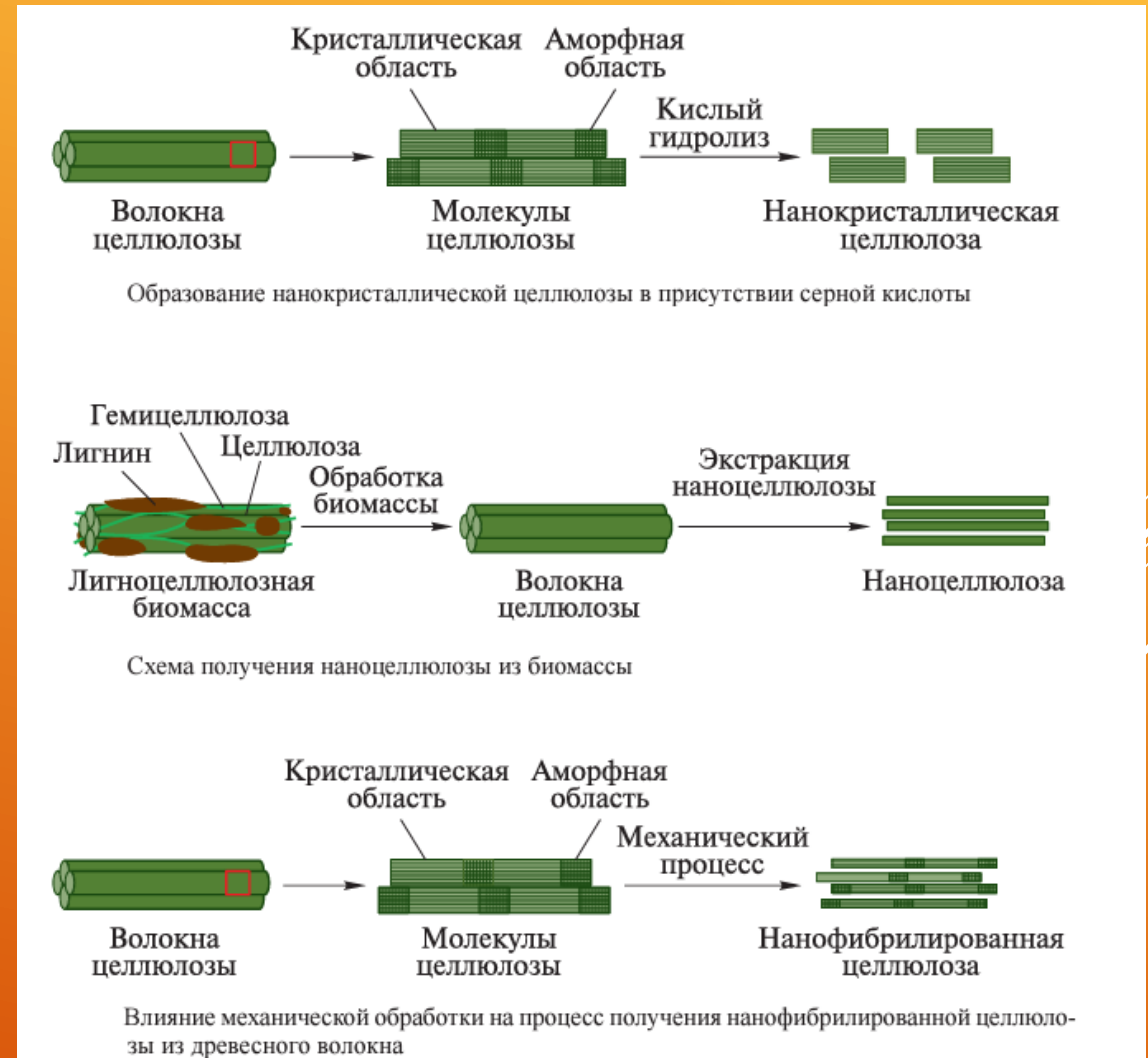 Кристаллическая область
Аморфная область
Кислый гидролиз
Волокна целлюлозы
Молекулы целлюлозы
Нанокристаллическая целлюлоза
Образование нанокристаллической целлюлозы в присутствии серной кислоты
Гемицеллюлоза
Лигнин
Целлюлоза
Обработка биомассы
Экстракция наноцеллюлозы
Лигноцеллюлозная биомасса
Волокна целлюлозы
Наноцеллюлоза
Схема получения наноцеллюлозы из биомассы
Кристаллическая область
Аморфная область
Механический процесс
Волокна целлюлозы
Молекулы целлюлозы
Нанофибрилированная целлюлоза
Влияние механической обработки на процесс получения нанофибрилированной целлюло-
зы из древесного волокна